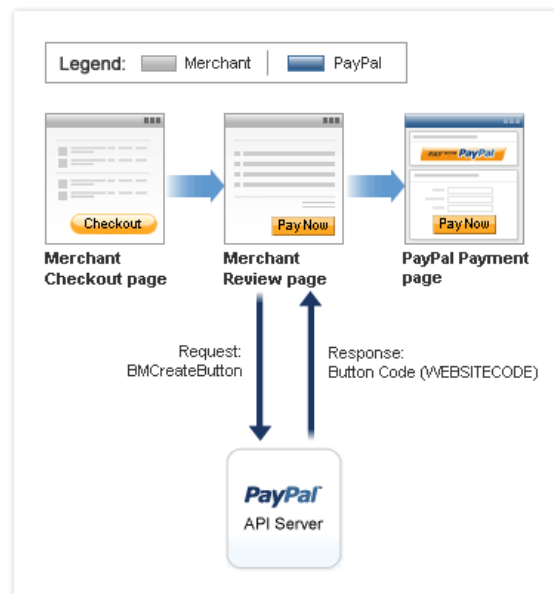 Legend: Merchant PayPal
Checkout
Pay Now
PayPal
Pay Now
Merchant
Checkout page
Merchant
Review page
PayPal Payment
page
Request:
BMCreateButton
Response:
Button Code (WEBSITECODE)
PayPal
API Server